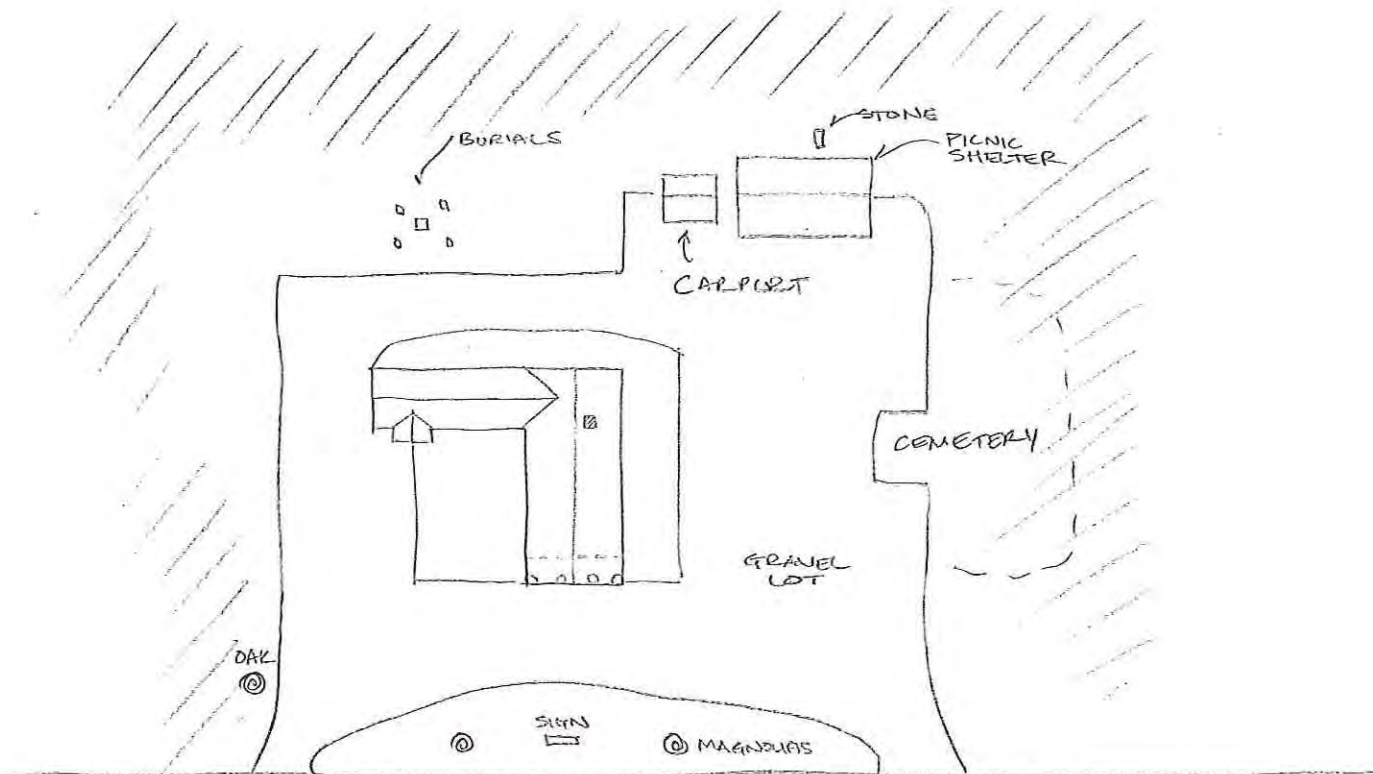 STONE
BURIALS
PICNIC
SHELTER
CARPORT
CEMETERY
GRAVEL
LOT
OAK
SIGN
MAGNOLIAS